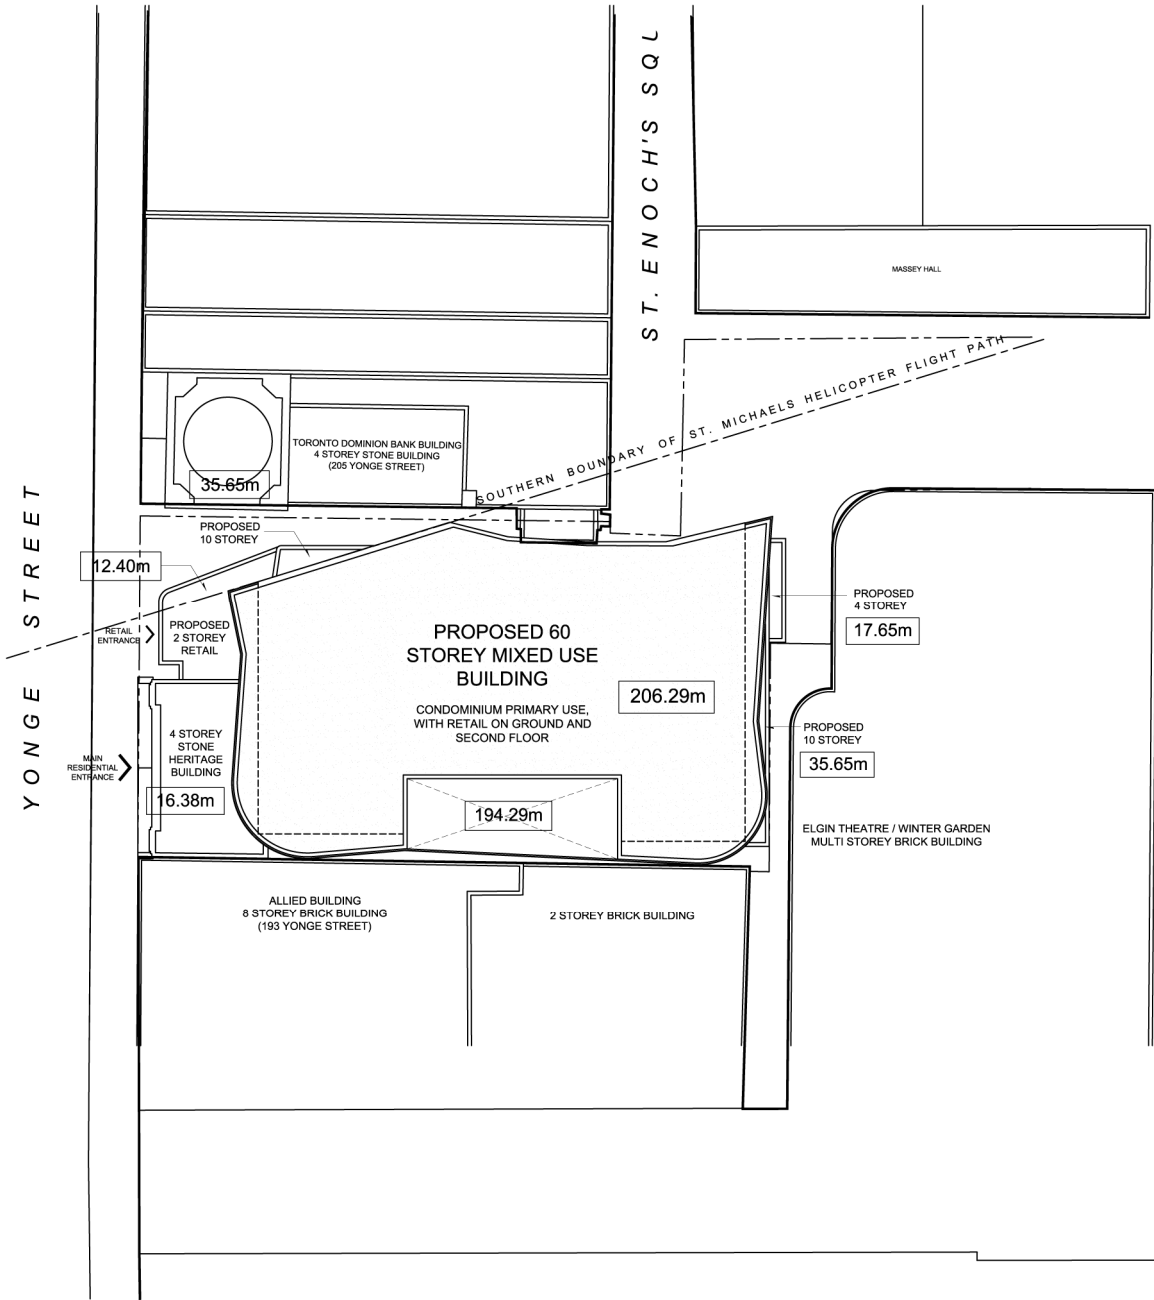 ST. ENOCH'S SQU
MASSEY HALL
SOUTHERN BOUNDARY OF ST. MICHAELS HELICOPTER FLIGHT PATH
TORONTO DOMINION BANK BUILDING
4 STOREY STONE BUILDING
(205 YONGE STREET)
35.65m
YONGE STREET
PROPOSED
10 STOREY
12.40m
RETAIL
ENTRANCE
PROPOSED
2 STOREY
RETAIL
PROPOSED 60
STOREY MIXED USE
BUILDING
CONDOMINIUM PRIMARY USE,
WITH RETAIL ON GROUND AND
SECOND FLOOR
206.29m
PROPOSED
4 STOREY
17.65m
4 STOREY
STONE
HERITAGE
BUILDING
MAIN
RESIDENTIAL
ENTRANCE
16.38m
PROPOSED
10 STOREY
35.65m
194.29m
ELGIN THEATRE / WINTER GARDEN
MULTI STOREY BRICK BUILDING
ALLIED BUILDING
8 STOREY BRICK BUILDING
(193 YONGE STREET)
2 STOREY BRICK BUILDING